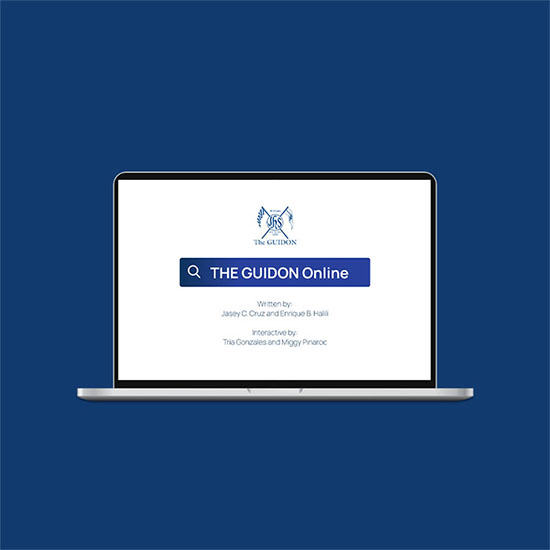 The GUIDON
THE GUIDON Online
Written by:
Jasey C. Cruz and Enrique B. Halili
Interactive by:
Tria Gonzales and Miggy Pinaroc